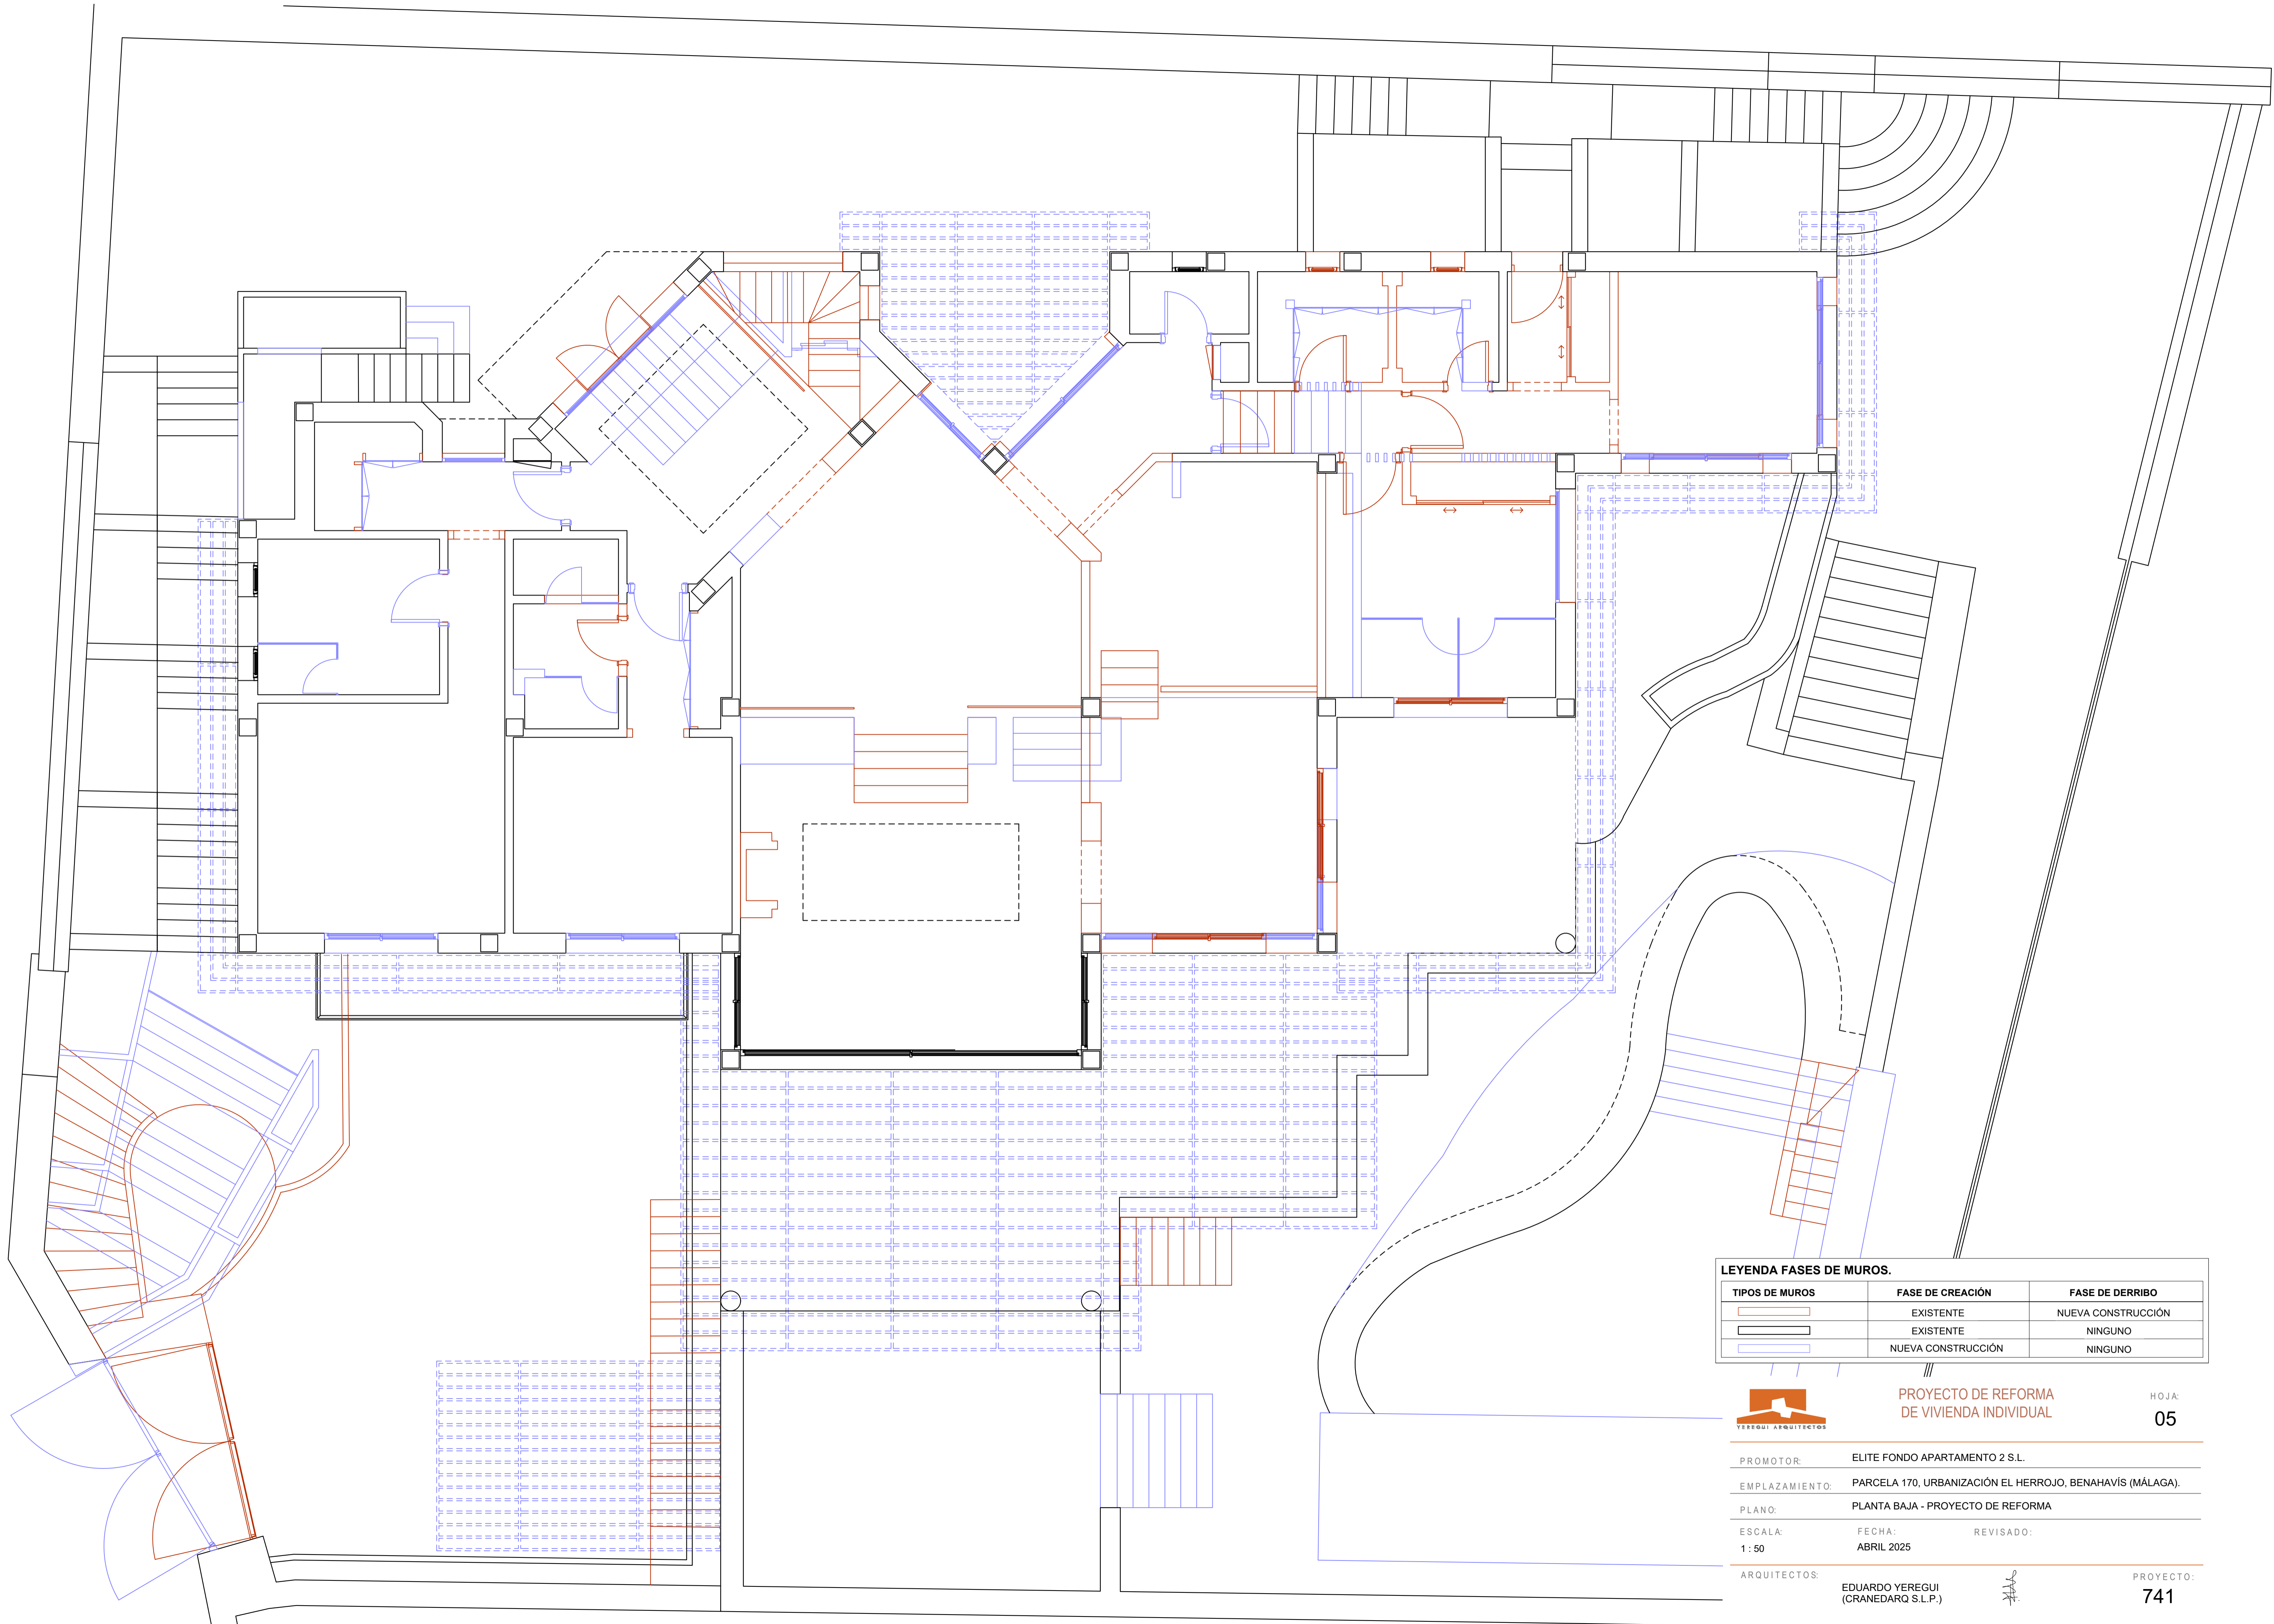 LEYENDA FASES DE MUROS.
TIPOS DE MUROS FASE DE CREACIÓN FASE DE DERRIBO
EXISTENTE NUEVA CONSTRUCCIÓN
EXISTENTE NINGUNO
NUEVA CONSTRUCCIÓN NINGUNO
YEREGUI ARQUITECTOS
PROYECTO DE REFORMA
DE VIVIENDA INDIVIDUAL
HOJA:
05
PROMOTOR: ELITE FONDO APARTAMENTO 2 S.L.
EMPLAZAMIENTO: PARCELA 170, URBANIZACIÓN EL HERROJO, BENAHAVÍS (MÁLAGA).
PLANO: PLANTA BAJA - PROYECTO DE REFORMA
ESCALA: FECHA: REVISADO:
1 : 50 ABRIL 2025
ARQUITECTOS: PROYECTO:
EDUARDO YEREGUI
(CRANEDARQ S.L.P.)
741